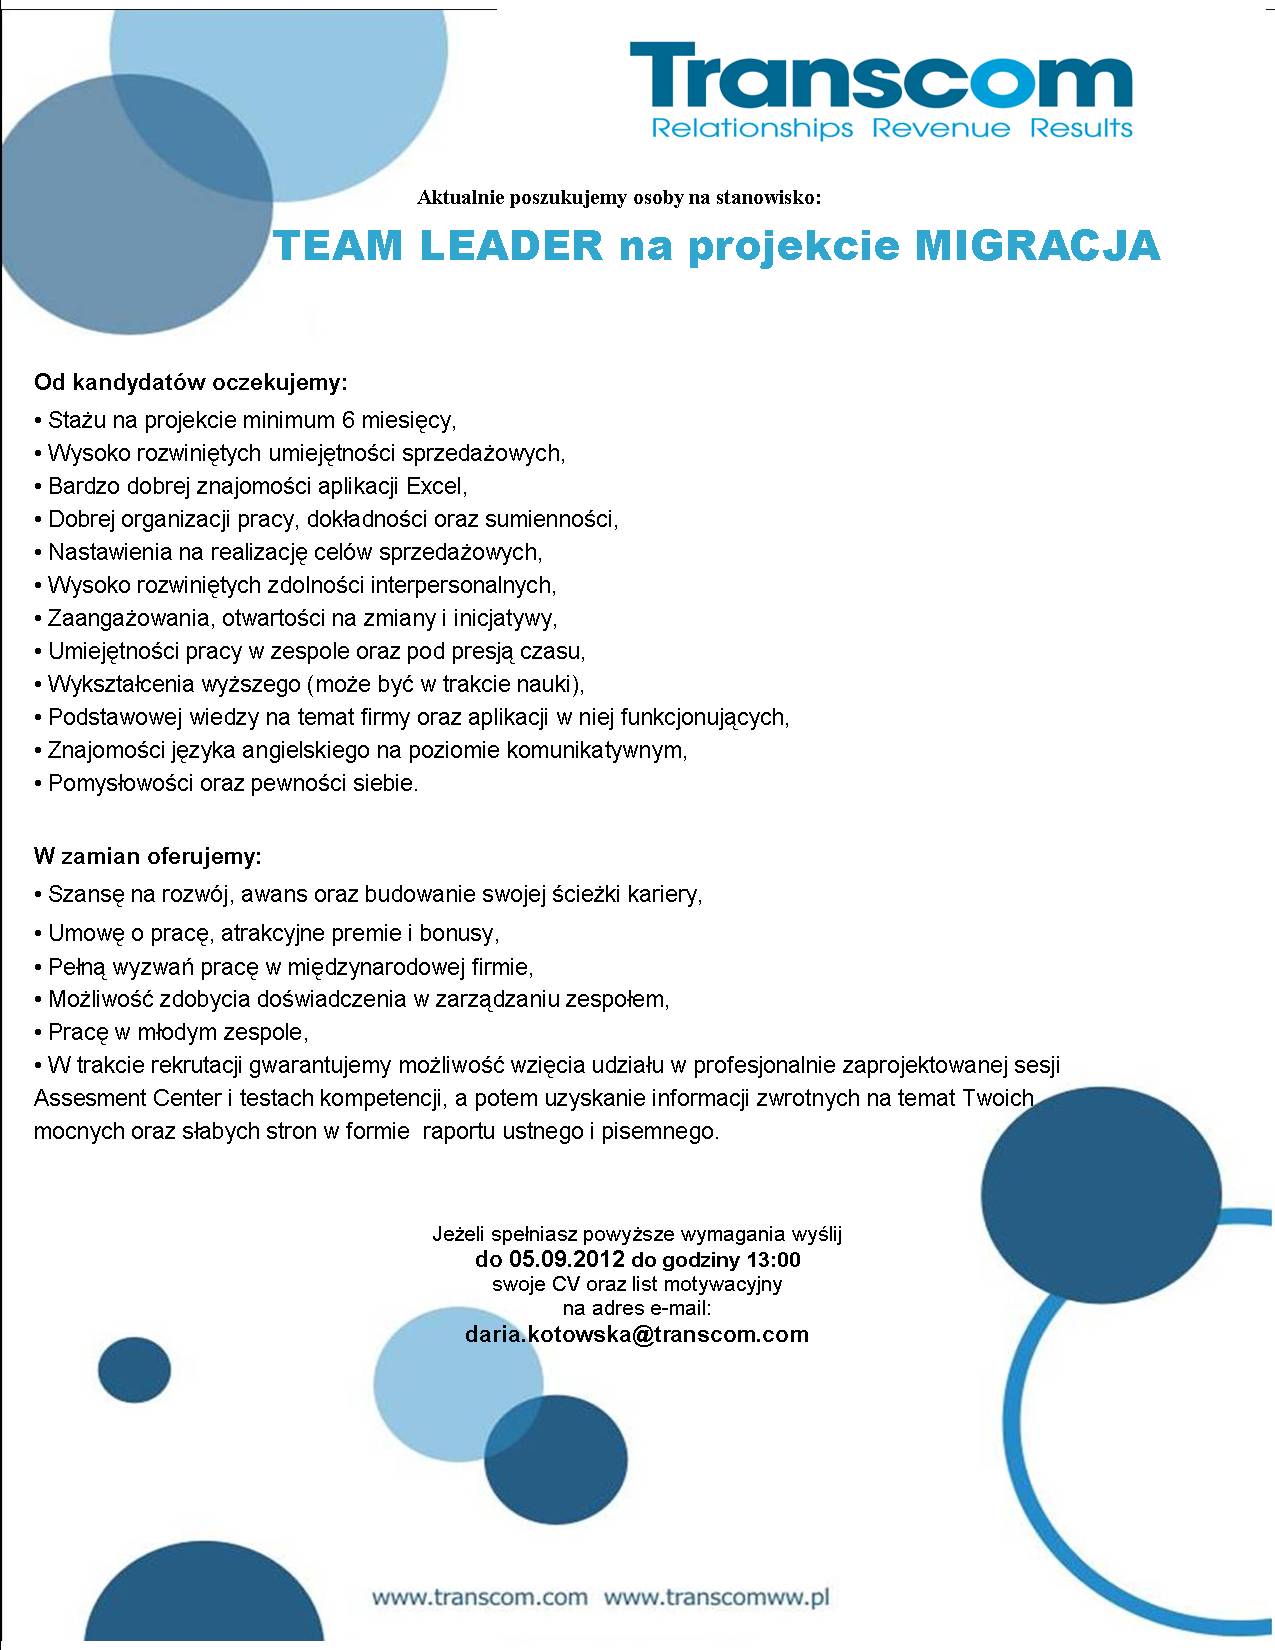 Transcom
Relationships Revenue Results
Aktualnie poszukujemy osoby na stanowisko:
TEAM LEADER na projekcie MIGRACJA
Od kandydatów oczekujemy:
• Stażu na projekcie minimum 6 miesięcy,
• Wysoko rozwiniętych umiejętności sprzedażowych,
• Bardzo dobrej znajomości aplikacji Excel,
• Dobrej organizacji pracy, dokładności oraz sumienności,
• Nastawienia na realizację celów sprzedażowych,
• Wysoko rozwiniętych zdolności interpersonalnych,
• Zaangażowania, otwartości na zmiany i inicjatywy,
• Umiejętności pracy w zespole oraz pod presją czasu,
• Wykształcenia wyższego (może być w trakcie nauki),
• Podstawowej wiedzy na temat firmy oraz aplikacji w niej funkcjonujących,
• Znajomości języka angielskiego na poziomie komunikatywnym,
• Pomysłowości oraz pewności siebie.
W zamian oferujemy:
• Szansę na rozwój, awans oraz budowanie swojej ścieżki kariery,
• Umowę o pracę, atrakcyjne premie i bonusy,
• Pełną wyzwań pracę w międzynarodowej firmie,
• Możliwość zdobycia doświadczenia w zarządzaniu zespołem,
• Pracę w młodym zespole,
• W trakcie rekrutacji gwarantujemy możliwość wzięcia udziału w profesjonalnie zaprojektowanej sesji
Assesment Center i testach kompetencji, a potem uzyskanie informacji zwrotnych na temat Twoich
mocnych oraz słabych stron w formie raportu ustnego i pisemnego.
Jeżeli spełniasz powyższe wymagania wyślij
do 05.09.2012 do godziny 13:00
swoje CV oraz list motywacyjny
na adres e-mail:
daria.kotowska@transcom.com
www.transcom.com www.transcomww.pl